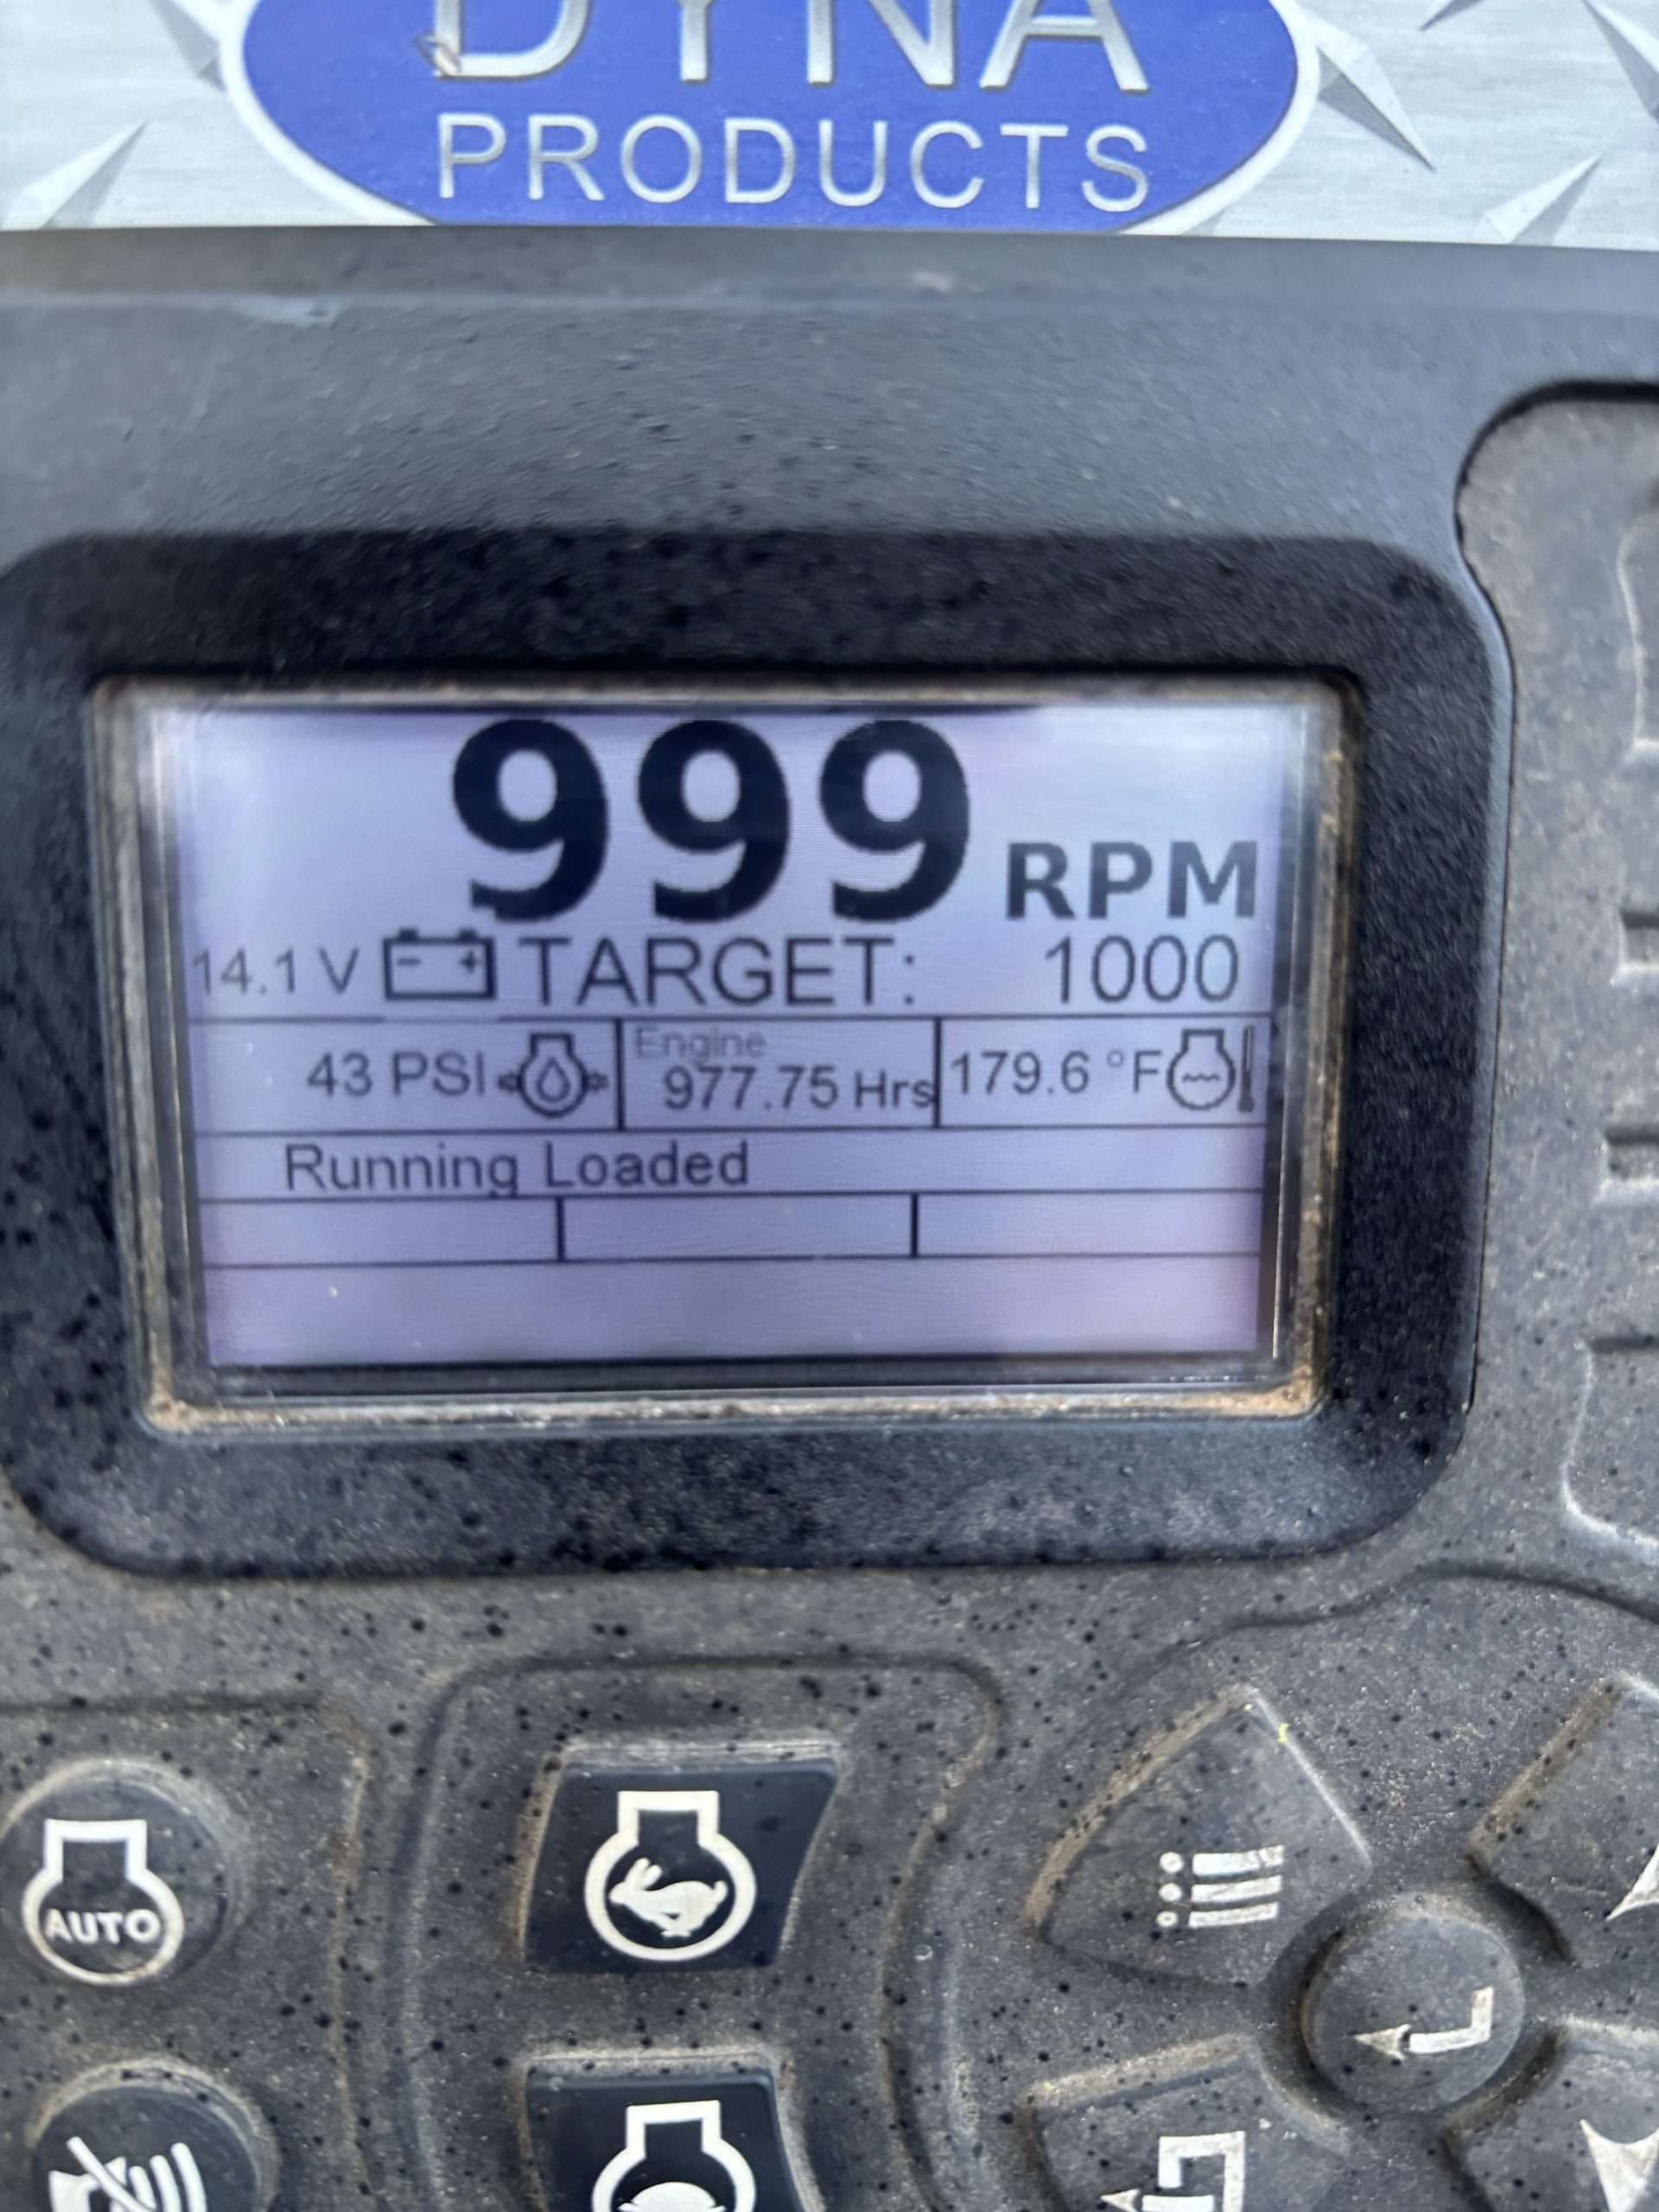 DYNA
PRODUCTS
999 RPM
14.1 V - + TARGET: 1000
43 PSI
Engine
977.75 Hrs
179.6 °F
Running Loaded
AUTO